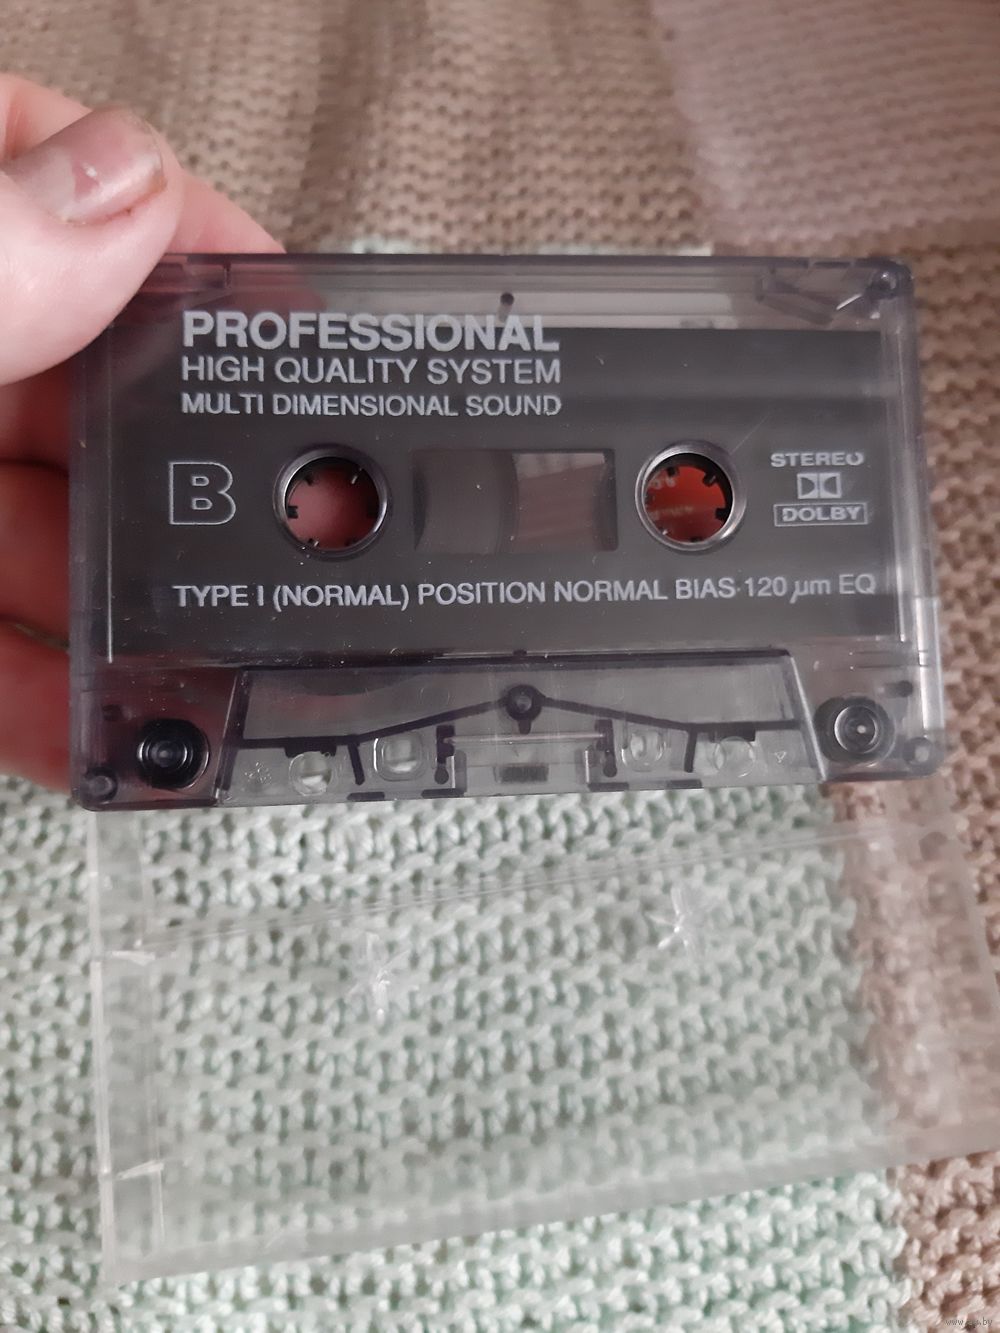 PROFESSIONAL
HIGH QUALITY SYSTEM
MULTI DIMENSIONAL SOUND
B
STEREO
DOLBY
TYPE I (NORMAL) POSITION NORMAL BIAS·120 µm EQ